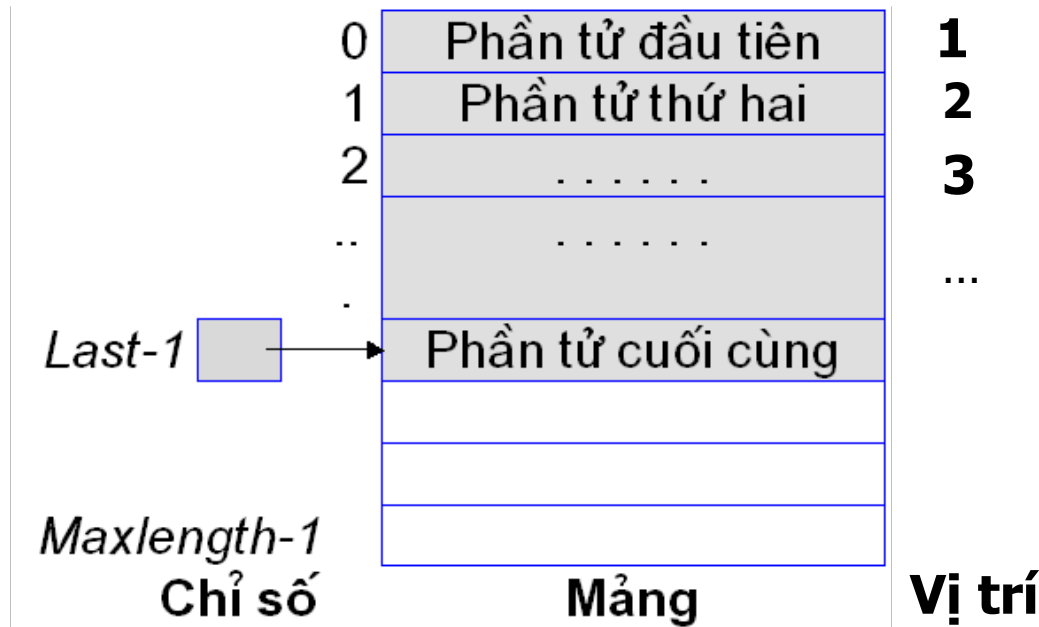 0 Phần tử đầu tiên 1
1 Phần tử thứ hai 2
2 . . . . . . 3
.. . . . . . . ...
.
Last-1 Phần tử cuối cùng
Maxlength-1
Chỉ số Mảng Vị trí